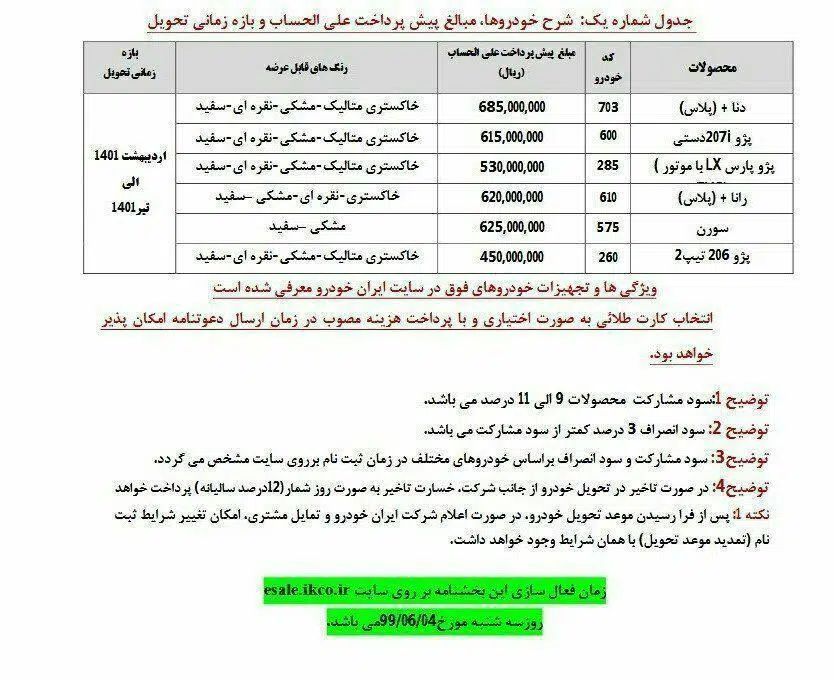 جدول شماره یک: شرح خودروها، مبالغ پیش پرداخت علی الحساب و بازه زمانی تحویل
محصولات | کد خودرو | مبلغ پیش پرداخت علی الحساب (ریال) | رنگ های قابل عرضه | بازه زمانی تحویل
دنا + (پلاس) | 703 | 685,000,000 | خاکستری متالیک-مشکی-نقره ای-سفید | اردیبهشت 1401 الی تیر1401
پژو 207iدستی | 600 | 615,000,000 | خاکستری متالیک-مشکی-نقره ای-سفید
پژو پارس LX با موتور ( | 285 | 530,000,000 | خاکستری متالیک-مشکی-نقره ای-سفید
رانا + (پلاس) | 610 | 620,000,000 | خاکستری-نقره ای-مشکی –سفید
سورن | 575 | 625,000,000 | مشکی –سفید
پژو 206 تیپ2 | 260 | 450,000,000 | خاکستری متالیک-مشکی-نقره ای-سفید
ویژگی ها و تجهیزات خودروهای فوق در سایت ایران خودرو معرفی شده است
انتخاب کارت طلائی به صورت اختیاری و با پرداخت هزینه مصوب در زمان ارسال دعوتنامه امکان پذیر
خواهد بود.
توضیح 1:سود مشارکت محصولات 9 الی 11 درصد می باشد.
توضیح 2: سود انصراف 3 درصد کمتر از سود مشارکت می باشد.
توضیح3: سود مشارکت و سود انصراف براساس خودروهای مختلف در زمان ثبت نام برروی سایت مشخص می گردد.
توضیح4: در صورت تاخیر در تحویل خودرو از جانب شرکت، خسارت تاخیر به صورت روز شمار(12درصد سالیانه) پرداخت خواهد
نکته 1: پس از فرا رسیدن موعد تحویل خودرو، در صورت اعلام شرکت ایران خودرو و تمایل مشتری، امکان تغییر شرایط ثبت
نام (تمدید موعد تحویل) با همان شرایط وجود خواهد داشت.
زمان فعال سازی این بخشنامه بر روی سایت esale.ikco.ir
روزسه شنبه مورخ99/06/04می باشد.